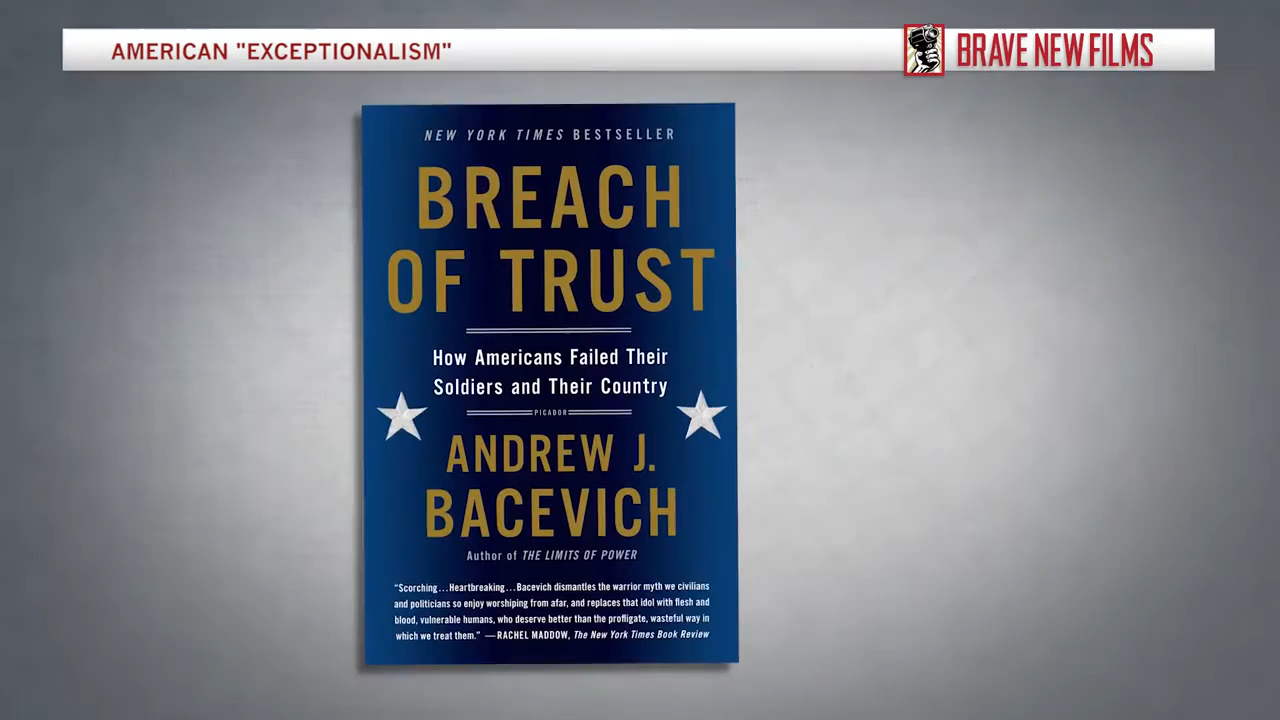 AMERICAN "EXCEPTIONALISM"
BRAVE NEW FILMS
NEW YORK TIMES BESTSELLER
BREACH
OF TRUST
How Americans Failed Their
Soldiers and Their Country
PICADOR
ANDREW J.
BACEVICH
Author of THE LIMITS OF POWER
“Scorching...Heartbreaking...Bacevich dismantles the warrior myth we civilians
and politicians so enjoy worshiping from afar, and replaces that idol with flesh and
blood, vulnerable humans, who deserve better than the profligate, wasteful way in
which we treat them.” —RACHEL MADDOW, The New York Times Book Review